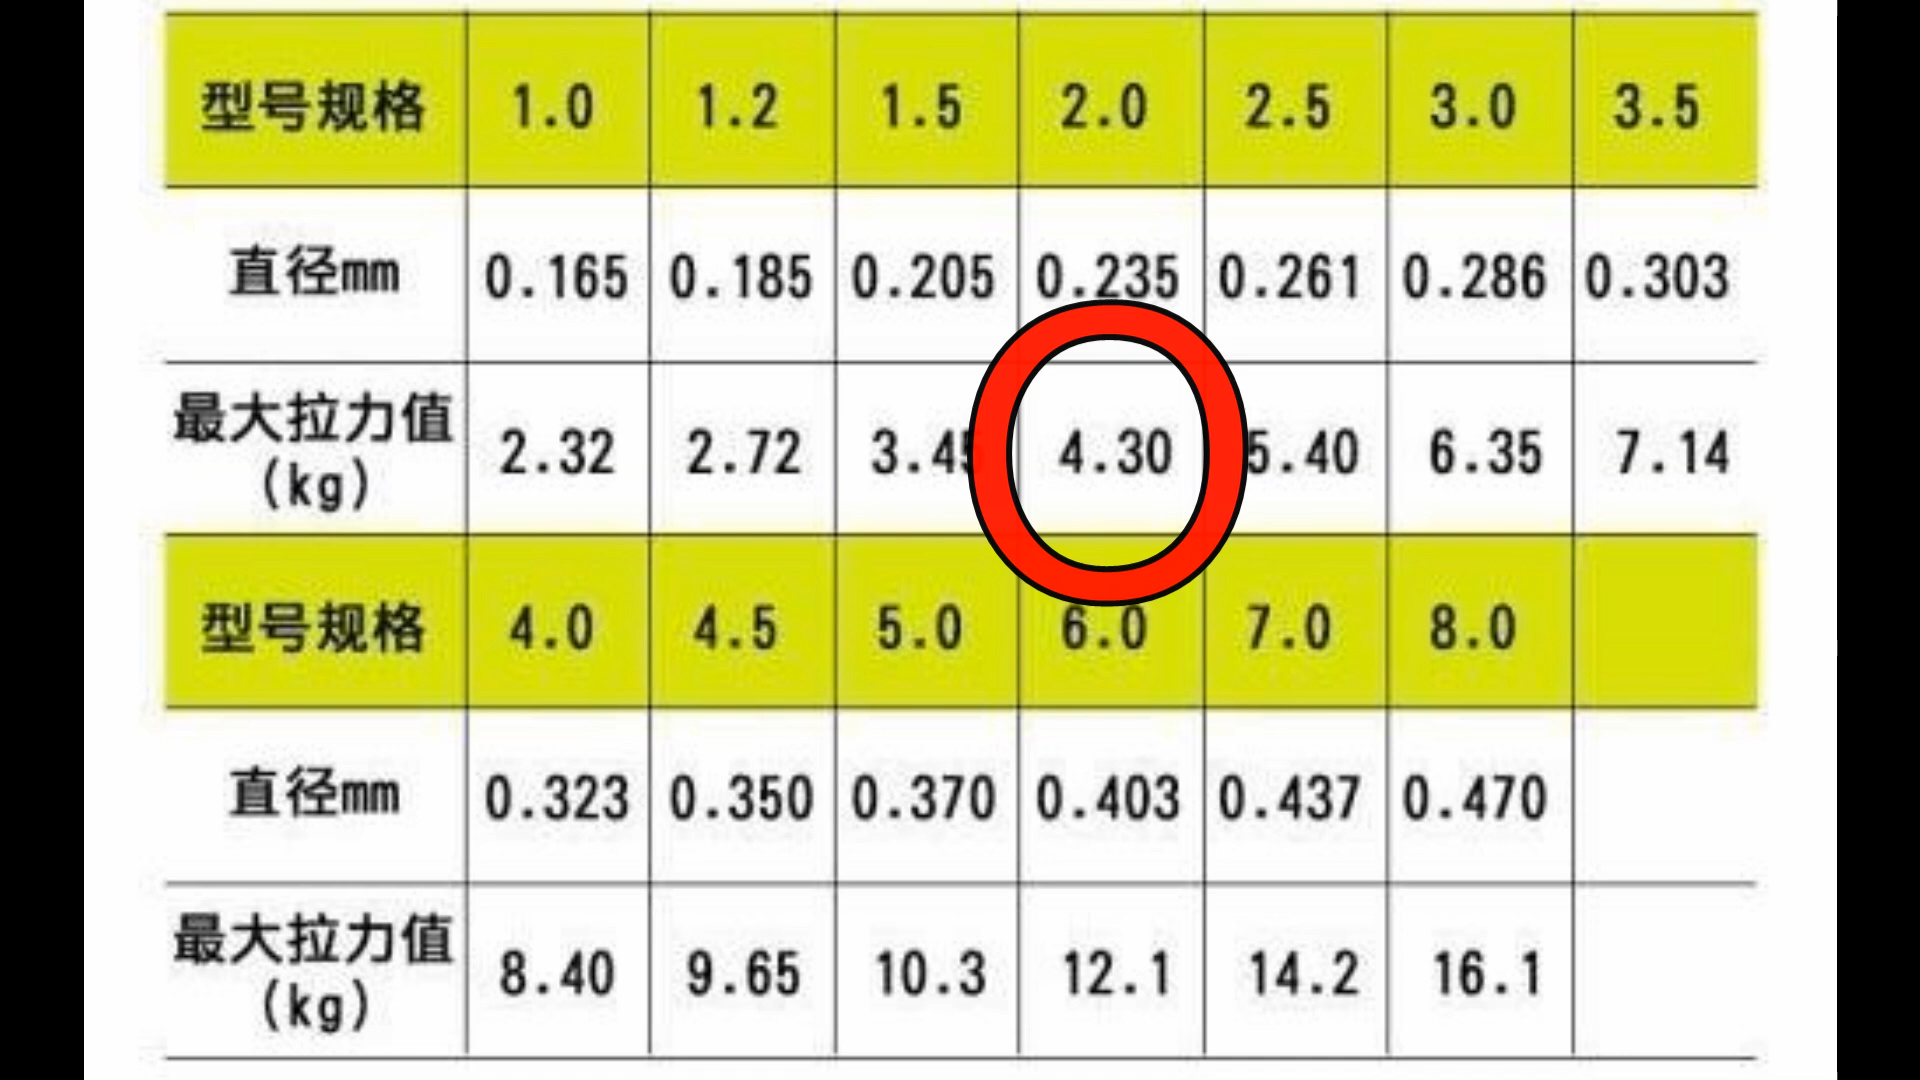 型号规格 1.0 1.2 1.5 2.0 2.5 3.0 3.5
直径mm 0.165 0.185 0.205 0.235 0.261 0.286 0.303
最大拉力值
(kg) 2.32 2.72 3.45 4.30 5.40 6.35 7.14
型号规格 4.0 4.5 5.0 6.0 7.0 8.0
直径mm 0.323 0.350 0.370 0.403 0.437 0.470
最大拉力值
(kg) 8.40 9.65 10.3 12.1 14.2 16.1